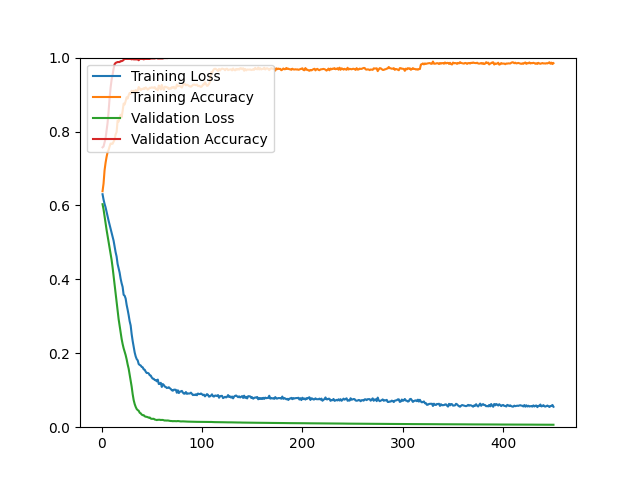 1.0
Training Loss
Training Accuracy
Validation Loss
Validation Accuracy
0.8
0.6
0.4
0.2
0.0
0 100 200 300 400